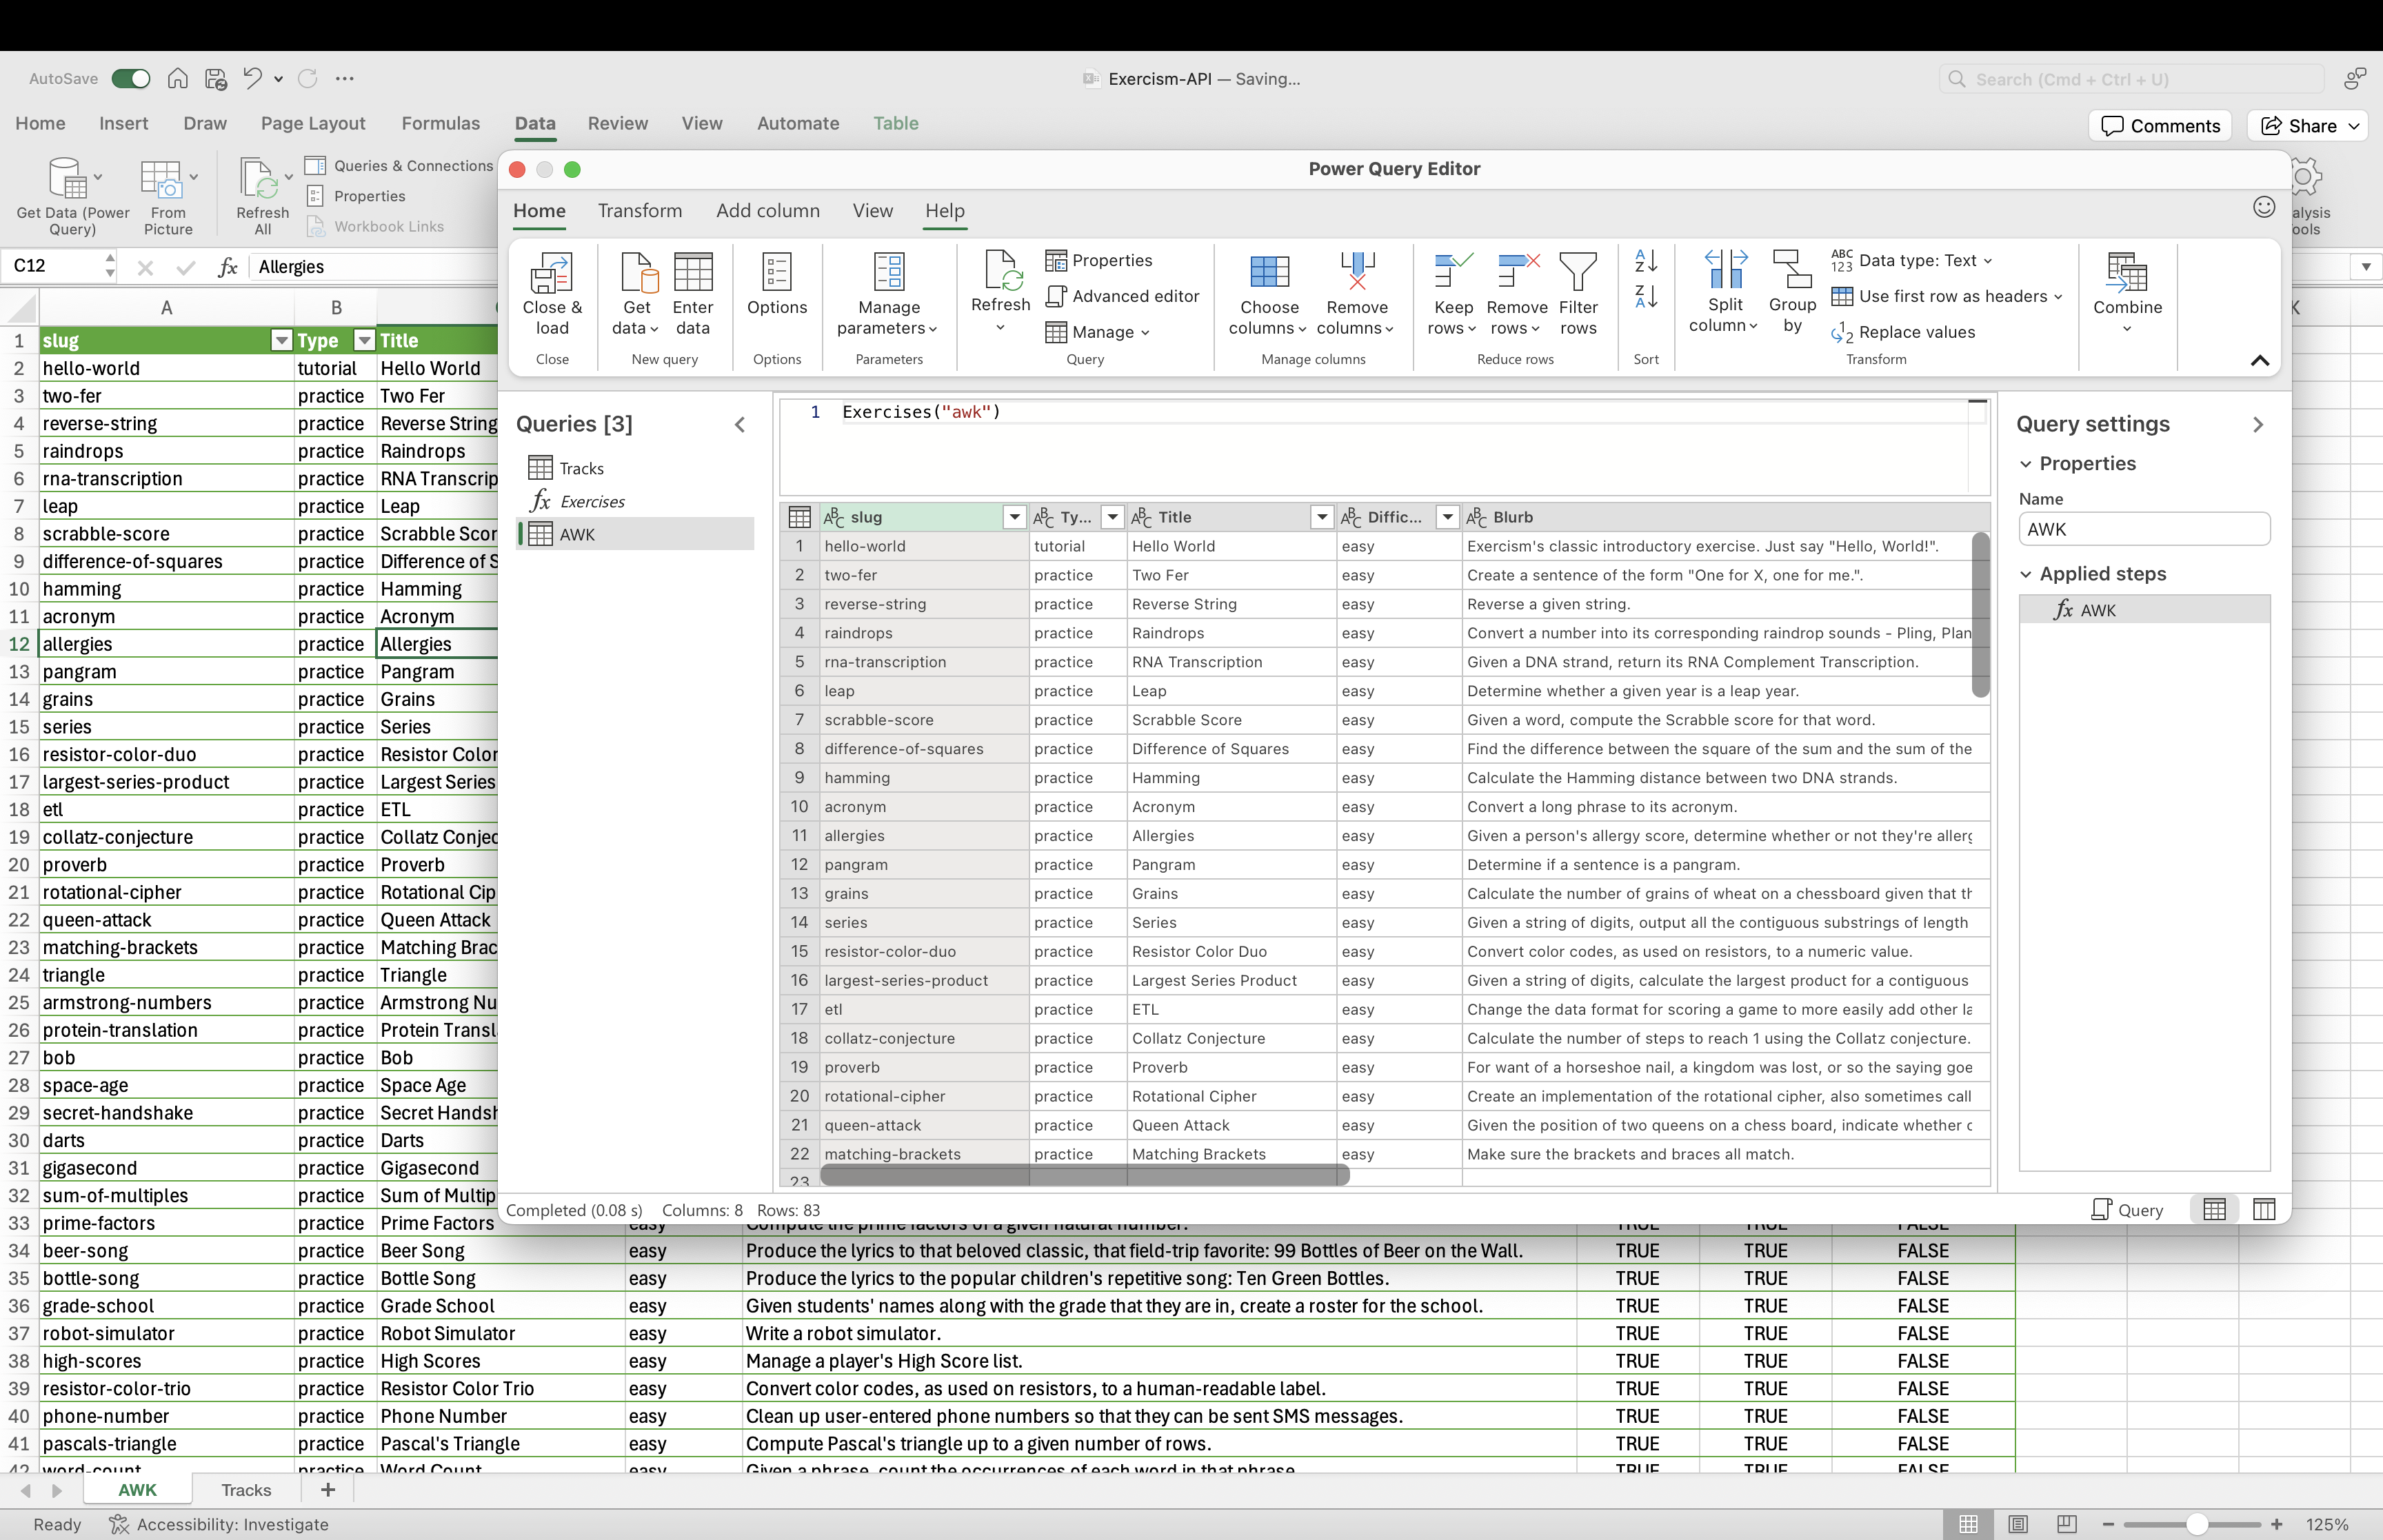 AutoSave
Exercism-API — Saving...
Search (Cmd + Ctrl + U)
Home Insert Draw Page Layout Formulas Data Review View Automate Table
Comments
Share
Get Data (Power Query)
From Picture
Refresh All
Queries & Connections
Properties
Workbook Links
C12
fx
Allergies
A B
1 slug Type Title
2 hello-world tutorial Hello World
3 two-fer practice Two Fer
4 reverse-string practice Reverse String
5 raindrops practice Raindrops
6 rna-transcription practice RNA Transcrip
7 leap practice Leap
8 scrabble-score practice Scrabble Scor
9 difference-of-squares practice Difference of S
10 hamming practice Hamming
11 acronym practice Acronym
12 allergies practice Allergies
13 pangram practice Pangram
14 grains practice Grains
15 series practice Series
16 resistor-color-duo practice Resistor Color
17 largest-series-product practice Largest Series
18 etl practice ETL
19 collatz-conjecture practice Collatz Conjec
20 proverb practice Proverb
21 rotational-cipher practice Rotational Cip
22 queen-attack practice Queen Attack
23 matching-brackets practice Matching Brac
24 triangle practice Triangle
25 armstrong-numbers practice Armstrong Nu
26 protein-translation practice Protein Transl
27 bob practice Bob
28 space-age practice Space Age
29 secret-handshake practice Secret Handsh
30 darts practice Darts
31 gigasecond practice Gigasecond
32 sum-of-multiples practice Sum of Multip
33 prime-factors practice Prime Factors easy Compute the prime factors of a given natural number. TRUE TRUE FALSE
34 beer-song practice Beer Song easy Produce the lyrics to that beloved classic, that field-trip favorite: 99 Bottles of Beer on the Wall. TRUE TRUE FALSE
35 bottle-song practice Bottle Song easy Produce the lyrics to the popular children's repetitive song: Ten Green Bottles. TRUE TRUE FALSE
36 grade-school practice Grade School easy Given students' names along with the grade that they are in, create a roster for the school. TRUE TRUE FALSE
37 robot-simulator practice Robot Simulator easy Write a robot simulator. TRUE TRUE FALSE
38 high-scores practice High Scores easy Manage a player's High Score list. TRUE TRUE FALSE
39 resistor-color-trio practice Resistor Color Trio easy Convert color codes, as used on resistors, to a human-readable label. TRUE TRUE FALSE
40 phone-number practice Phone Number easy Clean up user-entered phone numbers so that they can be sent SMS messages. TRUE TRUE FALSE
41 pascals-triangle practice Pascal's Triangle easy Compute Pascal's triangle up to a given number of rows. TRUE TRUE FALSE
42 word-count practice Word Count easy Given a phrase, count the occurrences of each word in that phrase. TRUE TRUE FALSE
AWK Tracks +
Ready
Accessibility: Investigate
125%
Power Query Editor
Home Transform Add column View Help
Close & load
Close
Get data
Enter data
New query
Options
Options
Manage parameters
Parameters
Refresh
Properties
Advanced editor
Manage
Query
Choose columns
Remove columns
Manage columns
Keep rows
Remove rows
Filter rows
Reduce rows
Sort
Split column
Group by
Data type: Text
Use first row as headers
Replace values
Transform
Combine
alysis
ools
K
Queries [3]
Tracks
fx Exercises
AWK
1 Exercises("awk")
ABC slug ABC Ty... ABC Title ABC Diffic... ABC Blurb
1 hello-world tutorial Hello World easy Exercism's classic introductory exercise. Just say "Hello, World!".
2 two-fer practice Two Fer easy Create a sentence of the form "One for X, one for me.".
3 reverse-string practice Reverse String easy Reverse a given string.
4 raindrops practice Raindrops easy Convert a number into its corresponding raindrop sounds - Pling, Plan
5 rna-transcription practice RNA Transcription easy Given a DNA strand, return its RNA Complement Transcription.
6 leap practice Leap easy Determine whether a given year is a leap year.
7 scrabble-score practice Scrabble Score easy Given a word, compute the Scrabble score for that word.
8 difference-of-squares practice Difference of Squares easy Find the difference between the square of the sum and the sum of the
9 hamming practice Hamming easy Calculate the Hamming distance between two DNA strands.
10 acronym practice Acronym easy Convert a long phrase to its acronym.
11 allergies practice Allergies easy Given a person's allergy score, determine whether or not they're allerg
12 pangram practice Pangram easy Determine if a sentence is a pangram.
13 grains practice Grains easy Calculate the number of grains of wheat on a chessboard given that th
14 series practice Series easy Given a string of digits, output all the contiguous substrings of length
15 resistor-color-duo practice Resistor Color Duo easy Convert color codes, as used on resistors, to a numeric value.
16 largest-series-product practice Largest Series Product easy Given a string of digits, calculate the largest product for a contiguous
17 etl practice ETL easy Change the data format for scoring a game to more easily add other la
18 collatz-conjecture practice Collatz Conjecture easy Calculate the number of steps to reach 1 using the Collatz conjecture.
19 proverb practice Proverb easy For want of a horseshoe nail, a kingdom was lost, or so the saying goe
20 rotational-cipher practice Rotational Cipher easy Create an implementation of the rotational cipher, also sometimes call
21 queen-attack practice Queen Attack easy Given the position of two queens on a chess board, indicate whether o
22 matching-brackets practice Matching Brackets easy Make sure the brackets and braces all match.
23
Completed (0.08 s) Columns: 8 Rows: 83
Query
Query settings
Properties
Name
AWK
Applied steps
fx AWK